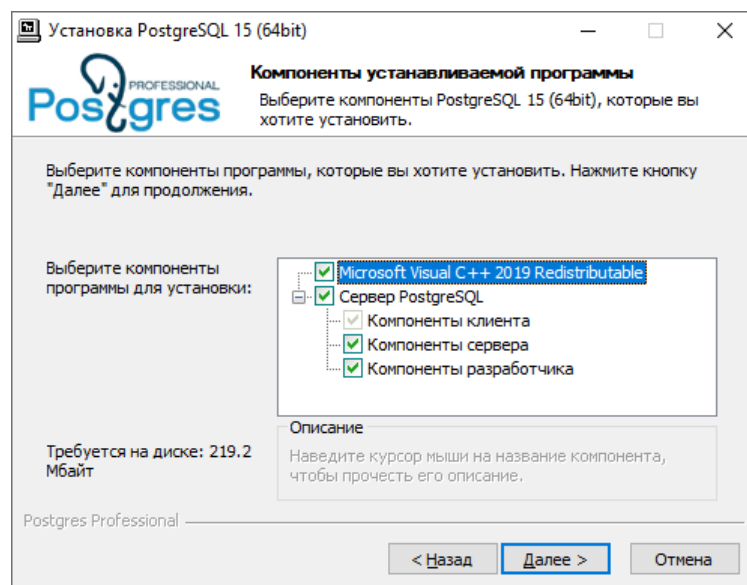 Установка PostgreSQL 15 (64bit)
PROFESSIONAL
Postgres
Компоненты устанавливаемой программы
Выберите компоненты PostgreSQL 15 (64bit), которые вы
хотите установить.
Выберите компоненты программы, которые вы хотите установить. Нажмите кнопку
"Далее" для продолжения.
Выберите компоненты
программы для установки:
Microsoft Visual C++ 2019 Redistributable
Сервер PostgreSQL
Компоненты клиента
Компоненты сервера
Компоненты разработчика
Требуется на диске: 219.2
Мбайт
Описание
Наведите курсор мыши на название компонента,
чтобы прочесть его описание.
Postgres Professional
< Назад
Далее >
Отмена